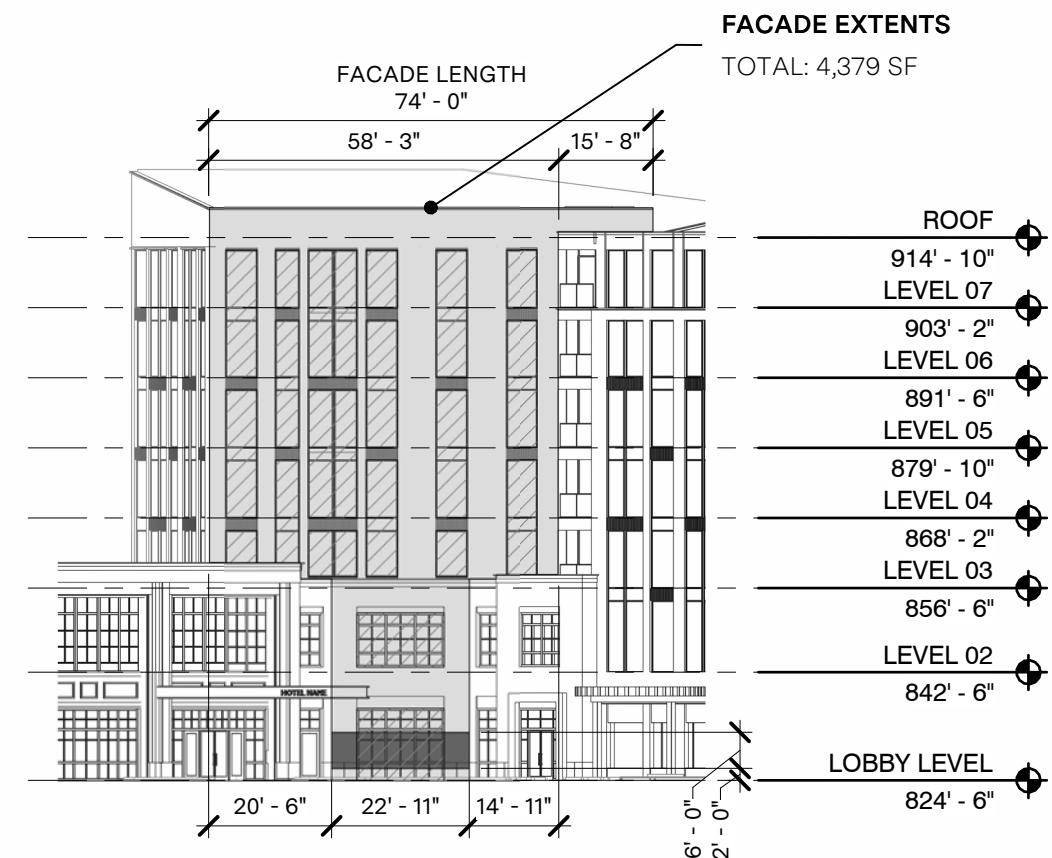 FACADE EXTENTS
TOTAL: 4,379 SF
FACADE LENGTH
74' - 0"
58' - 3"
15' - 8"
ROOF
914' - 10"
LEVEL 07
903' - 2"
LEVEL 06
891' - 6"
LEVEL 05
879' - 10"
LEVEL 04
868' - 2"
LEVEL 03
856' - 6"
LEVEL 02
842' - 6"
HOTEL NAME
LOBBY LEVEL
824' - 6"
20' - 6"
22' - 11"
14' - 11"
6' - 0"
2' - 0"